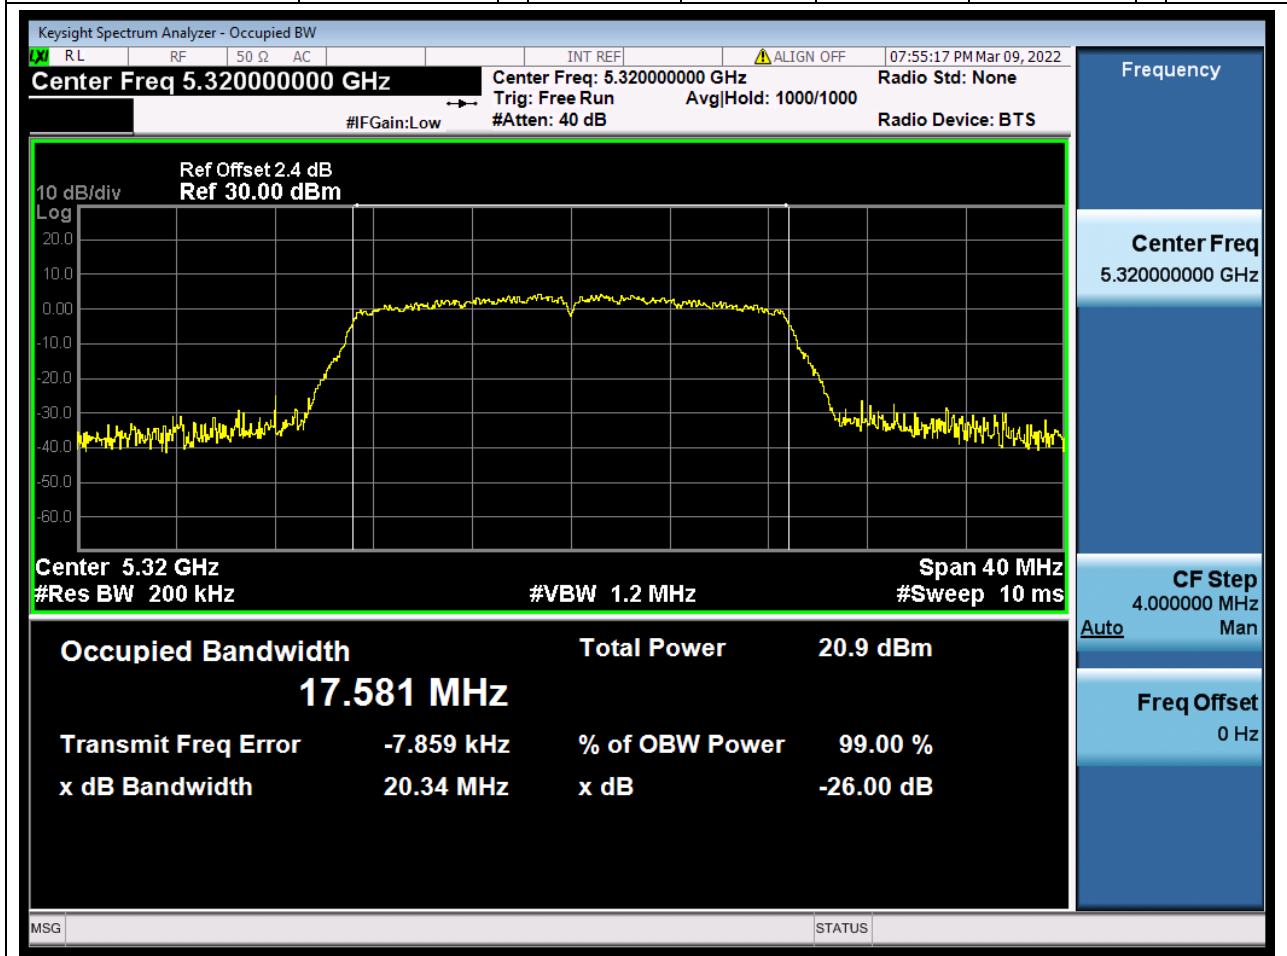 Keysight Spectrum Analyzer - Occupied BW
LXI RL RF 50 Ω AC INT REF ALIGN OFF 07:55:17 PM Mar 09, 2022
Center Freq 5.320000000 GHz
Center Freq: 5.320000000 GHz
Radio Std: None
Trig: Free Run
Avg|Hold: 1000/1000
#IFGain:Low
#Atten: 40 dB
Radio Device: BTS
Ref Offset 2.4 dB
10 dB/div Ref 30.00 dBm
Log
20.0
10.0
0.00
-10.0
-20.0
-30.0
-40.0
-50.0
-60.0
Center 5.32 GHz
Span 40 MHz
#Res BW 200 kHz
#VBW 1.2 MHz
#Sweep 10 ms
Occupied Bandwidth
17.581 MHz
Total Power 20.9 dBm
Transmit Freq Error -7.859 kHz
% of OBW Power 99.00 %
x dB Bandwidth 20.34 MHz
x dB -26.00 dB
MSG
STATUS
Frequency
Center Freq
5.320000000 GHz
CF Step
4.000000 MHz
Auto Man
Freq Offset
0 Hz